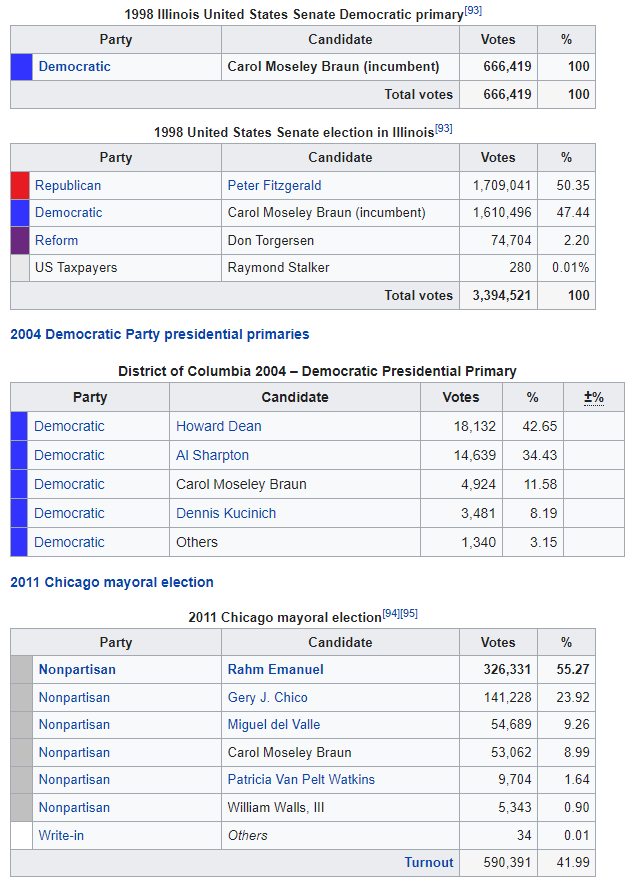 1998 Illinois United States Senate Democratic primary[93]
Party Candidate Votes %
Democratic Carol Moseley Braun (incumbent) 666,419 100
Total votes 666,419 100
1998 United States Senate election in Illinois[93]
Party Candidate Votes %
Republican Peter Fitzgerald 1,709,041 50.35
Democratic Carol Moseley Braun (incumbent) 1,610,496 47.44
Reform Don Torgersen 74,704 2.20
US Taxpayers Raymond Stalker 280 0.01%
Total votes 3,394,521 100
2004 Democratic Party presidential primaries
District of Columbia 2004 – Democratic Presidential Primary
Party Candidate Votes % ±%
Democratic Howard Dean 18,132 42.65
Democratic Al Sharpton 14,639 34.43
Democratic Carol Moseley Braun 4,924 11.58
Democratic Dennis Kucinich 3,481 8.19
Democratic Others 1,340 3.15
2011 Chicago mayoral election
2011 Chicago mayoral election[94][95]
Party Candidate Votes %
Nonpartisan Rahm Emanuel 326,331 55.27
Nonpartisan Gery J. Chico 141,228 23.92
Nonpartisan Miguel del Valle 54,689 9.26
Nonpartisan Carol Moseley Braun 53,062 8.99
Nonpartisan Patricia Van Pelt Watkins 9,704 1.64
Nonpartisan William Walls, III 5,343 0.90
Write-in Others 34 0.01
Turnout 590,391 41.99